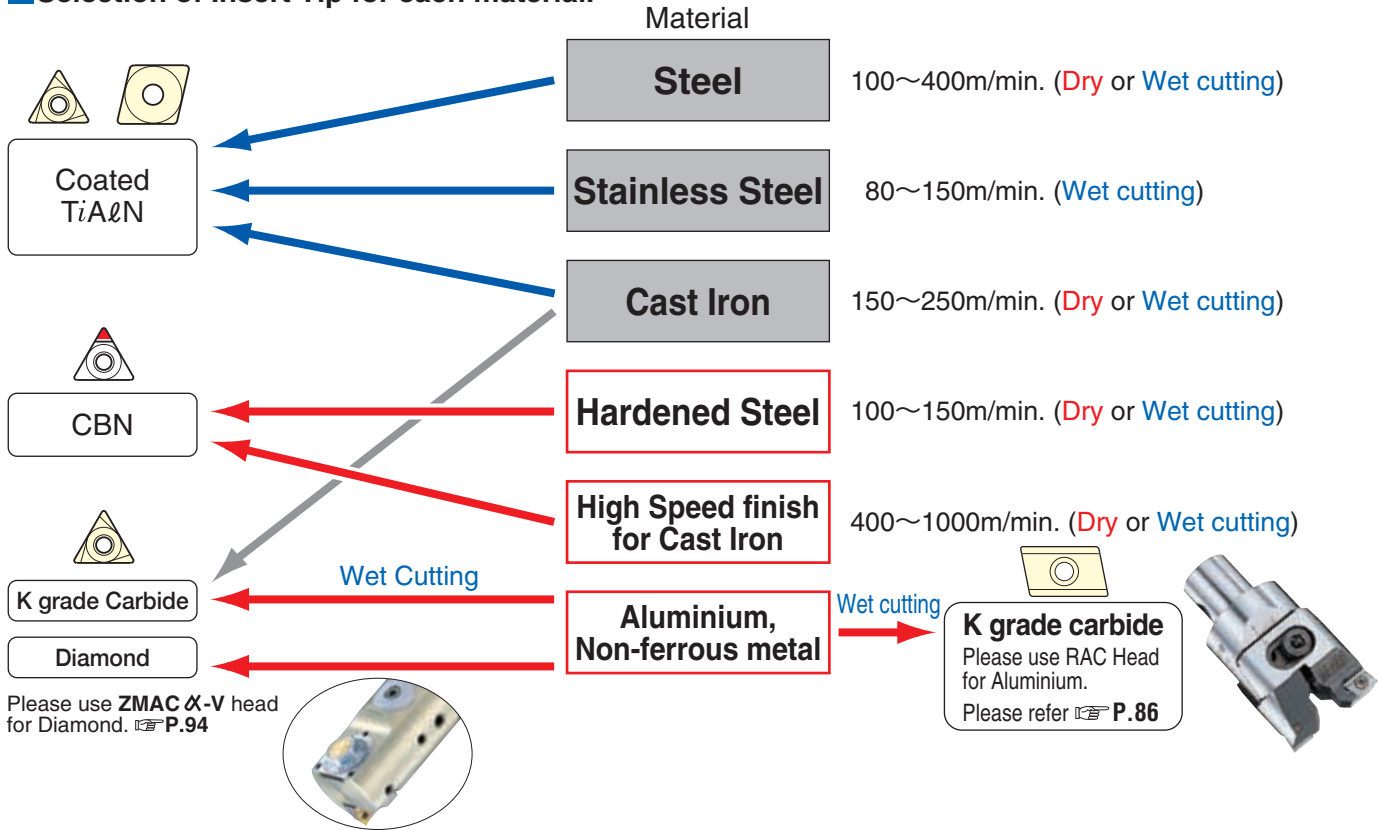 Selection of Insert Tip for each material.
Material
Steel
100～400m/min. (Dry or Wet cutting)
Coated
TiAℓN
Stainless Steel
80～150m/min. (Wet cutting)
Cast Iron
150～250m/min. (Dry or Wet cutting)
CBN
Hardened Steel
100～150m/min. (Dry or Wet cutting)
High Speed finish
for Cast Iron
400～1000m/min. (Dry or Wet cutting)
K grade Carbide
Wet Cutting
Diamond
Aluminium,
Non-ferrous metal
Wet cutting
K grade carbide
Please use RAC Head
for Aluminium.
Please refer ☞ P.86
Please use ZMAC α-V head
for Diamond. ☞P.94